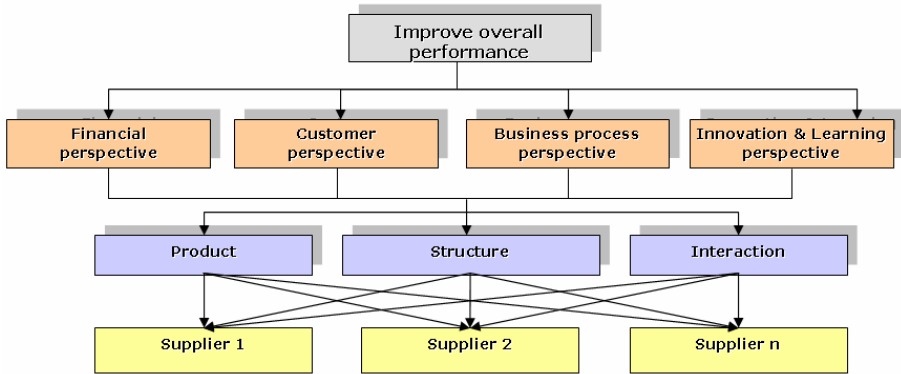 Improve overall
performance
Financial
perspective
Customer
perspective
Business process
perspective
Innovation & Learning
perspective
Product
Structure
Interaction
Supplier 1
Supplier 2
Supplier n